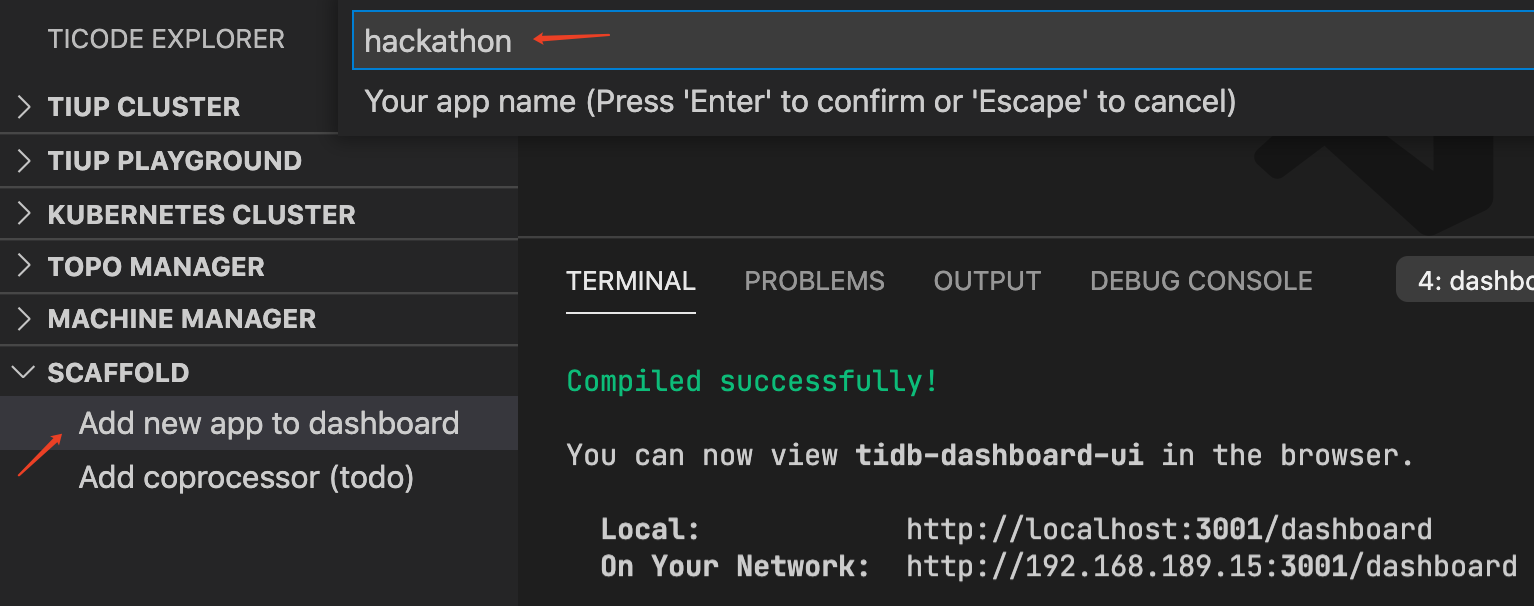 TICODE EXPLORER
hackathon
Your app name (Press 'Enter' to confirm or 'Escape' to cancel)
TIUP CLUSTER
TIUP PLAYGROUND
KUBERNETES CLUSTER
TOPO MANAGER
MACHINE MANAGER
SCAFFOLD
Add new app to dashboard
Add coprocessor (todo)
TERMINAL PROBLEMS OUTPUT DEBUG CONSOLE 4: dashbo
Compiled successfully!
You can now view tidb-dashboard-ui in the browser.
Local: http://localhost:3001/dashboard
On Your Network: http://192.168.189.15:3001/dashboard